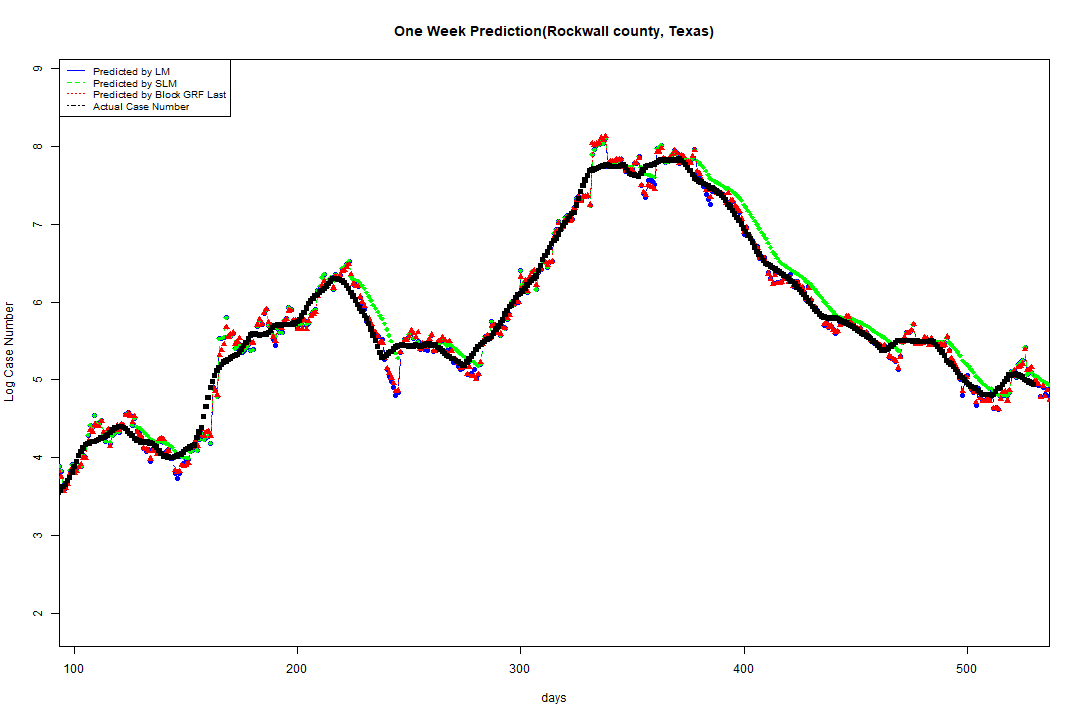 One Week Prediction(Rockwall county, Texas)
Predicted by LM
Predicted by SLM
Predicted by Block GRF Last
Actual Case Number
9
8
7
6
5
4
3
2
Log Case Number
100 200 300 400 500
days